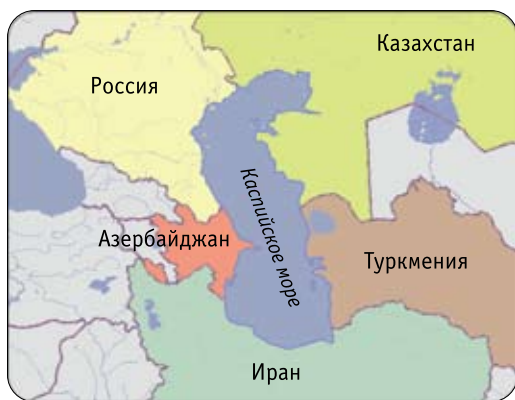 Казахстан
Россия
Каспийское море
Азербайджан
Туркмения
Иран